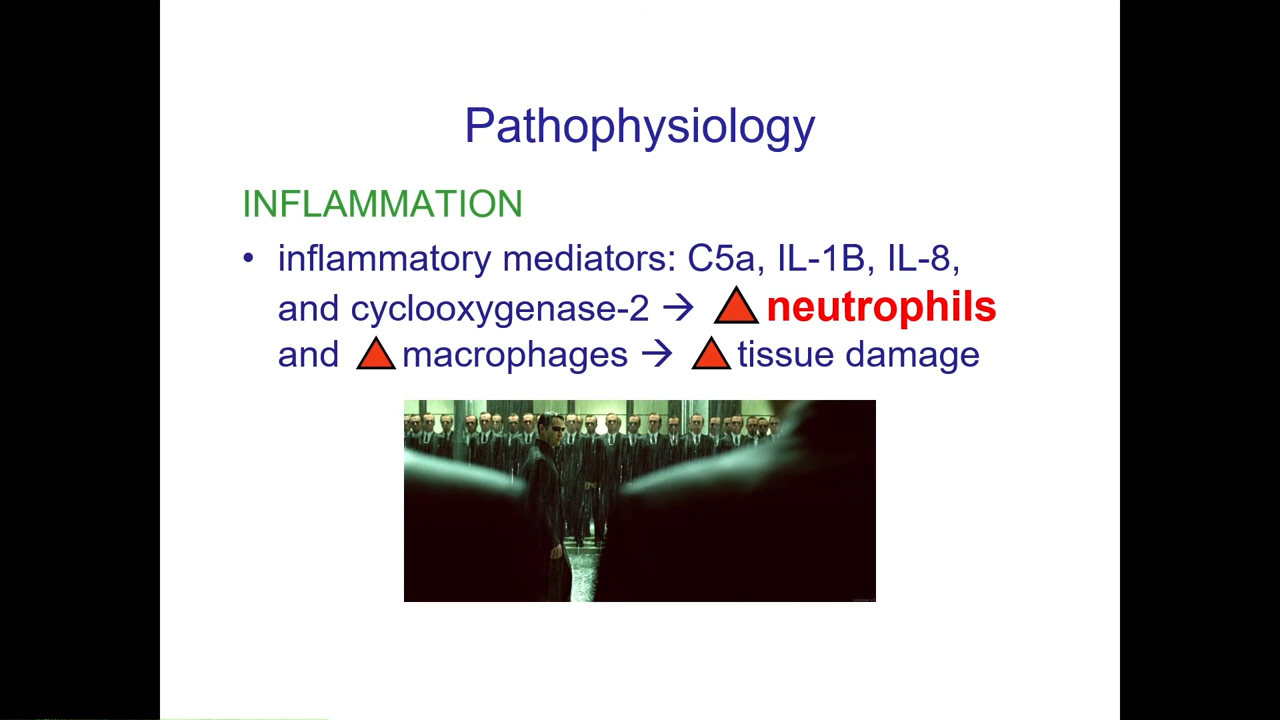 Pathophysiology
INFLAMMATION
• inflammatory mediators: C5a, IL-1B, IL-8,
and cyclooxygenase-2 → ▲ neutrophils
and ▲ macrophages → ▲ tissue damage